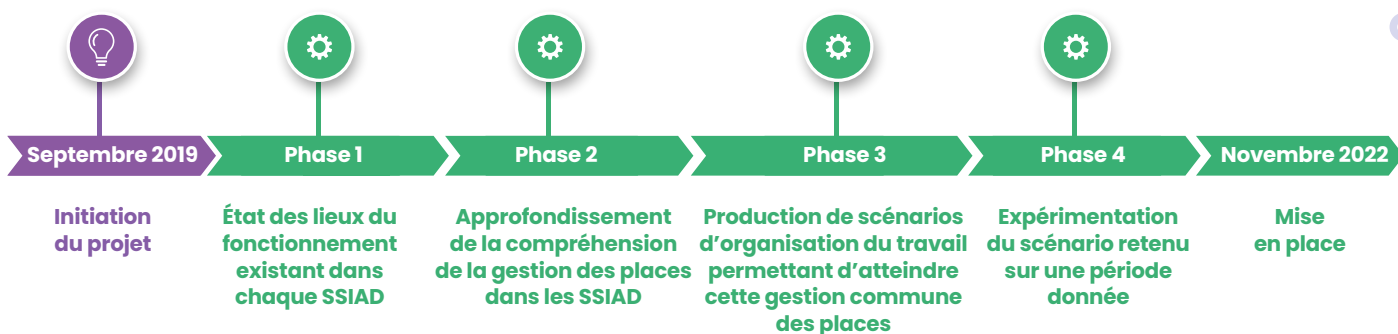 Septembre 2019
Phase 1
Phase 2
Phase 3
Phase 4
Novembre 2022
Initiation
du projet
État des lieux du
fonctionnement
existant dans
chaque SSIAD
Approfondissement
de la compréhension
de la gestion des places
dans les SSIAD
Production de scénarios
d’organisation du travail
permettant d’atteindre
cette gestion commune
des places
Expérimentation
du scénario retenu
sur une période
donnée
Mise
en place